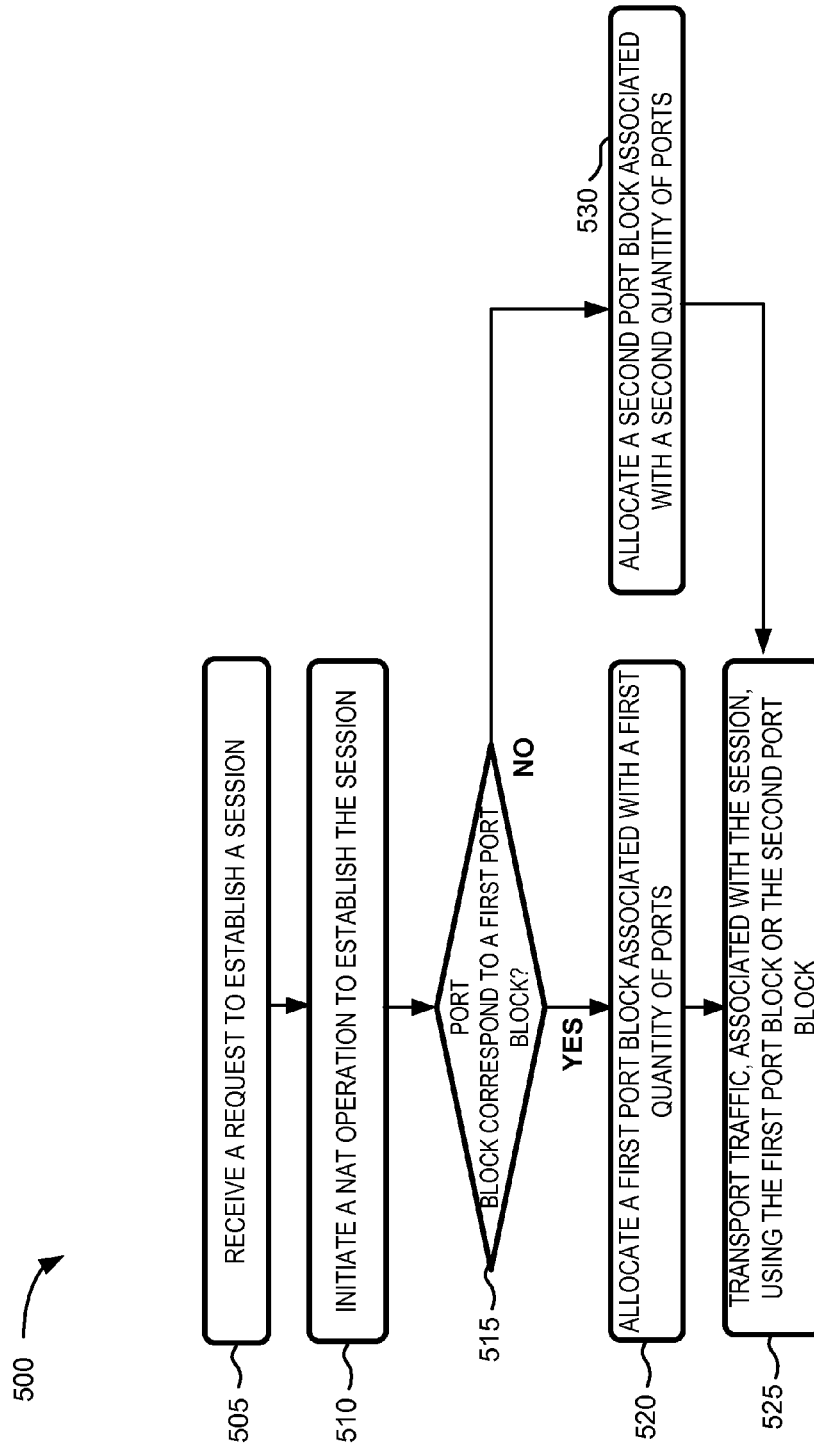 500
505
RECEIVE A REQUEST TO ESTABLISH A SESSION
510
INITIATE A NAT OPERATION TO ESTABLISH THE SESSION
515
PORT
BLOCK CORRESPOND TO A FIRST PORT
BLOCK?
NO
YES
520
ALLOCATE A FIRST PORT BLOCK ASSOCIATED WITH A FIRST
QUANTITY OF PORTS
530
ALLOCATE A SECOND PORT BLOCK ASSOCIATED
WITH A SECOND QUANTITY OF PORTS
525
TRANSPORT TRAFFIC, ASSOCIATED WITH THE SESSION,
USING THE FIRST PORT BLOCK OR THE SECOND PORT
BLOCK